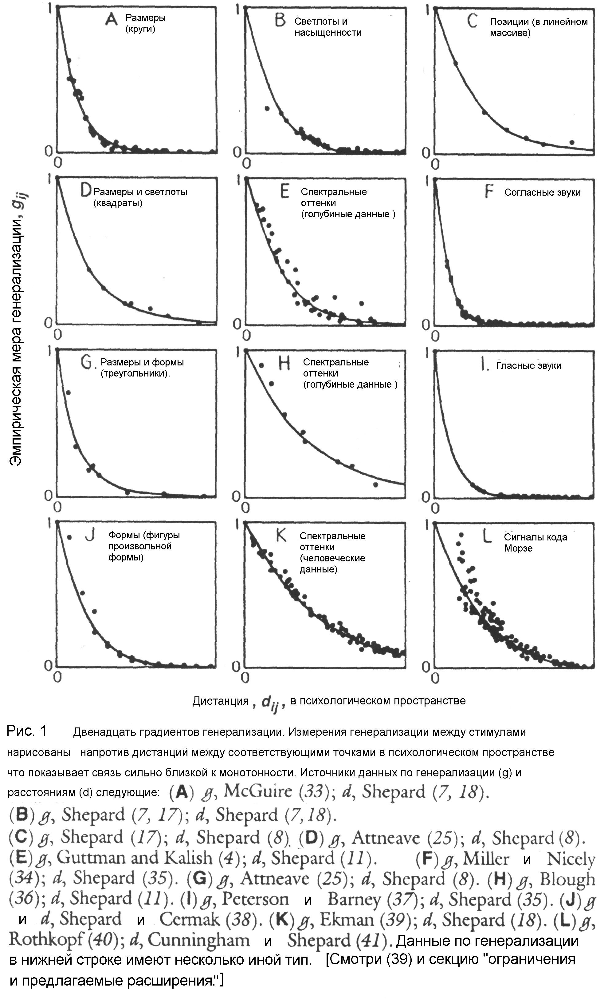 1
A Размеры
(круги)
0
0
1
B Светлоты и
насыщенности
0
0
1
C Позиции (в линейном
массиве)
0
0
1
D Размеры и светлоты
(квадраты)
0
0
1
E Спектральные
оттенки
(голубиные данные )
0
0
1
F Согласные звуки
0
0
1
G. Размеры и формы
(треугольники).
0
0
1
H Спектральные
оттенки
(голубиные данные )
0
0
1
I. Гласные звуки
0
0
1
J Формы (фигуры
произвольной
формы)
0
0
1
K Спектральные
оттенки
(человеческие
данные)
0
0
1
L Сигналы кода
Морзе
0
0
Эмпирическая мера генерализации, gij
Дистанция , dij, в психологическом пространстве
Рис. 1 Двенадцать градиентов генерализации. Измерения генерализации между стимулами
нарисованы напротив дистанций между соответствующими точками в психологическом пространстве
что показывает связь сильно близкой к монотонности. Источники данных по генерализации (g) и
расстояниям (d) следующие: (A) g, McGuire (33); d, Shepard (7, 18).
(B) g, Shepard (7, 17); d, Shepard (7,18).
(C) g, Shepard (17); d, Shepard (8). (D) g, Attneave (25); d, Shepard (8).
(E) g, Guttman and Kalish (4); d, Shepard (11). (F) g, Miller и Nicely
(34); d, Shepard (35). (G) g, Attneave (25); d, Shepard (8). (H) g, Blough
(36); d, Shepard (11). (I) g, Peterson и Barney (37); d, Shepard (35). (J) g
и d, Shepard и Cermak (38). (K) g, Ekman (39); d, Shepard (18). (L) g,
Rothkopf (40); d, Cunningham и Shepard (41). Данные по генерализации
в нижней строке имеют несколько иной тип. [Смотри (39) и секцию "ограничения
и предлагаемые расширения."]